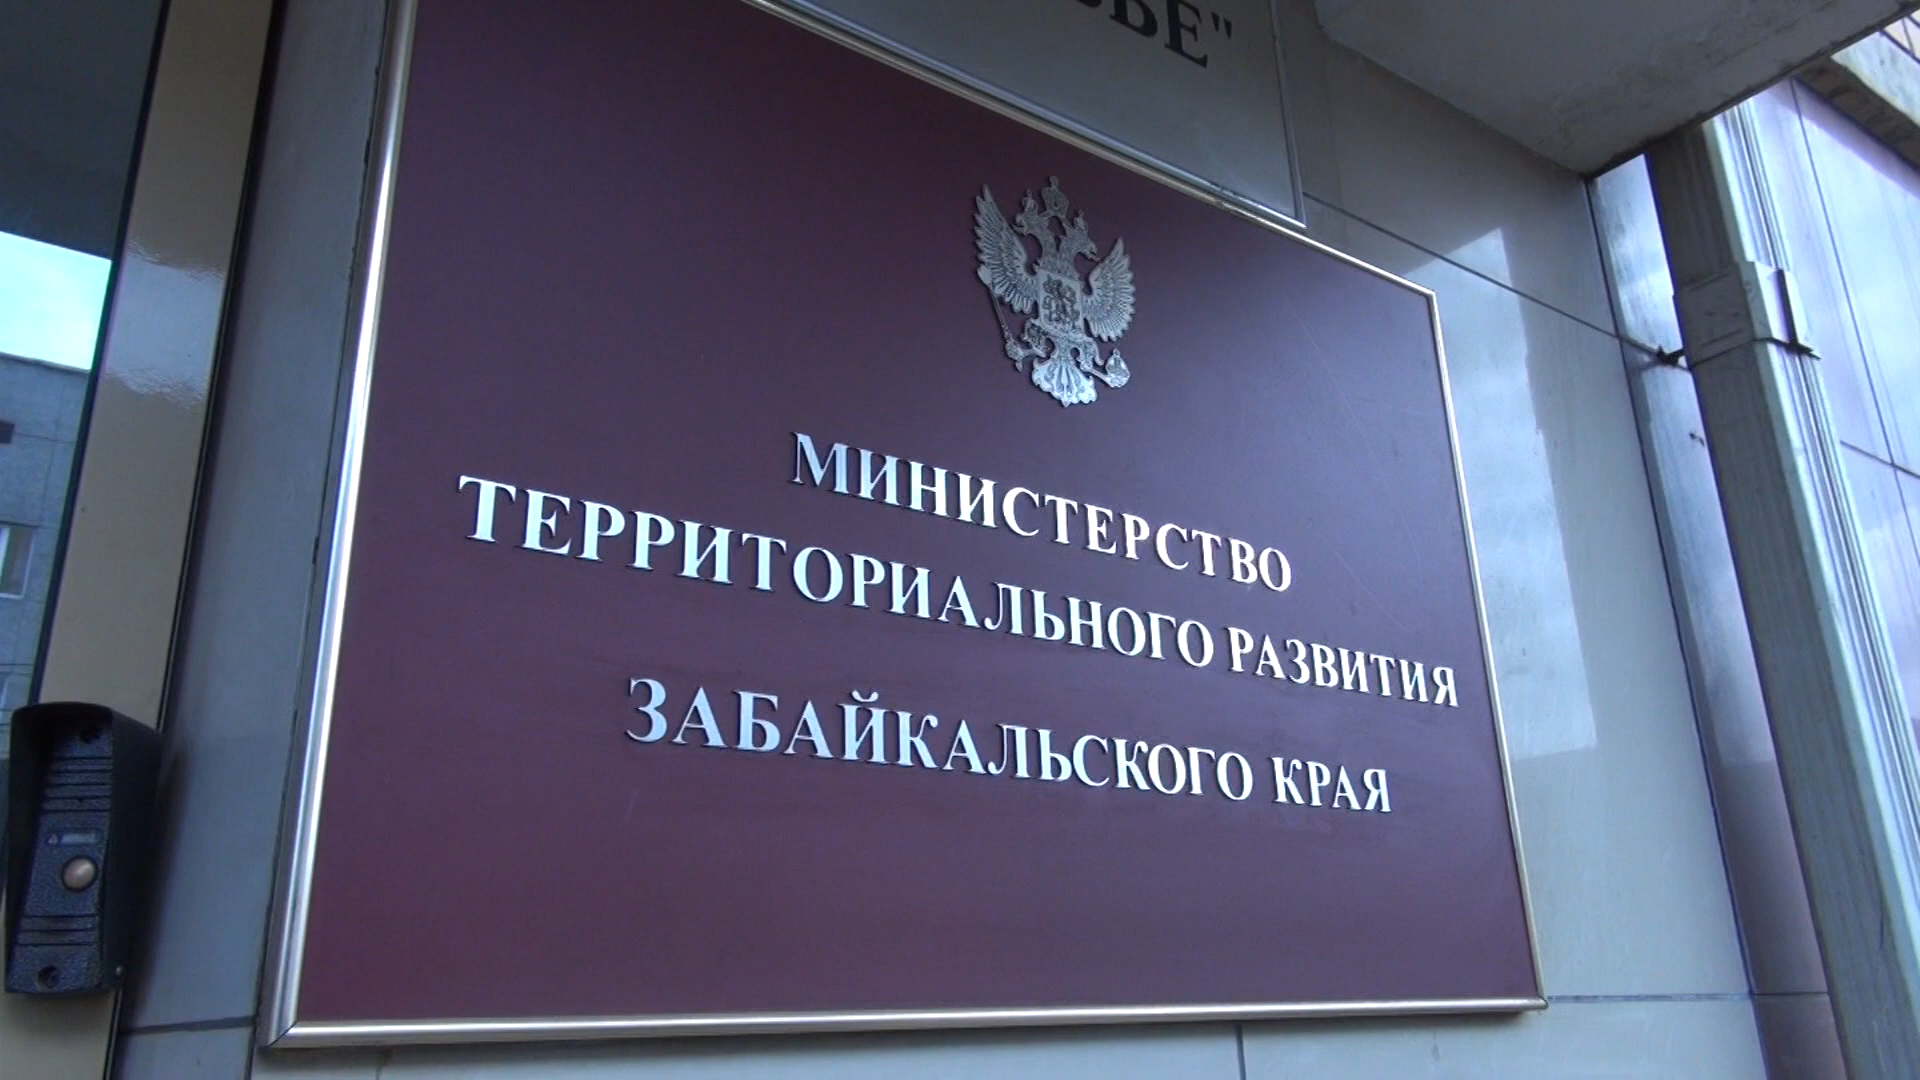 МИНИСТЕРСТВО
ТЕРРИТОРИАЛЬНОГО РАЗВИТИЯ
ЗАБАЙКАЛЬСКОГО КРАЯ